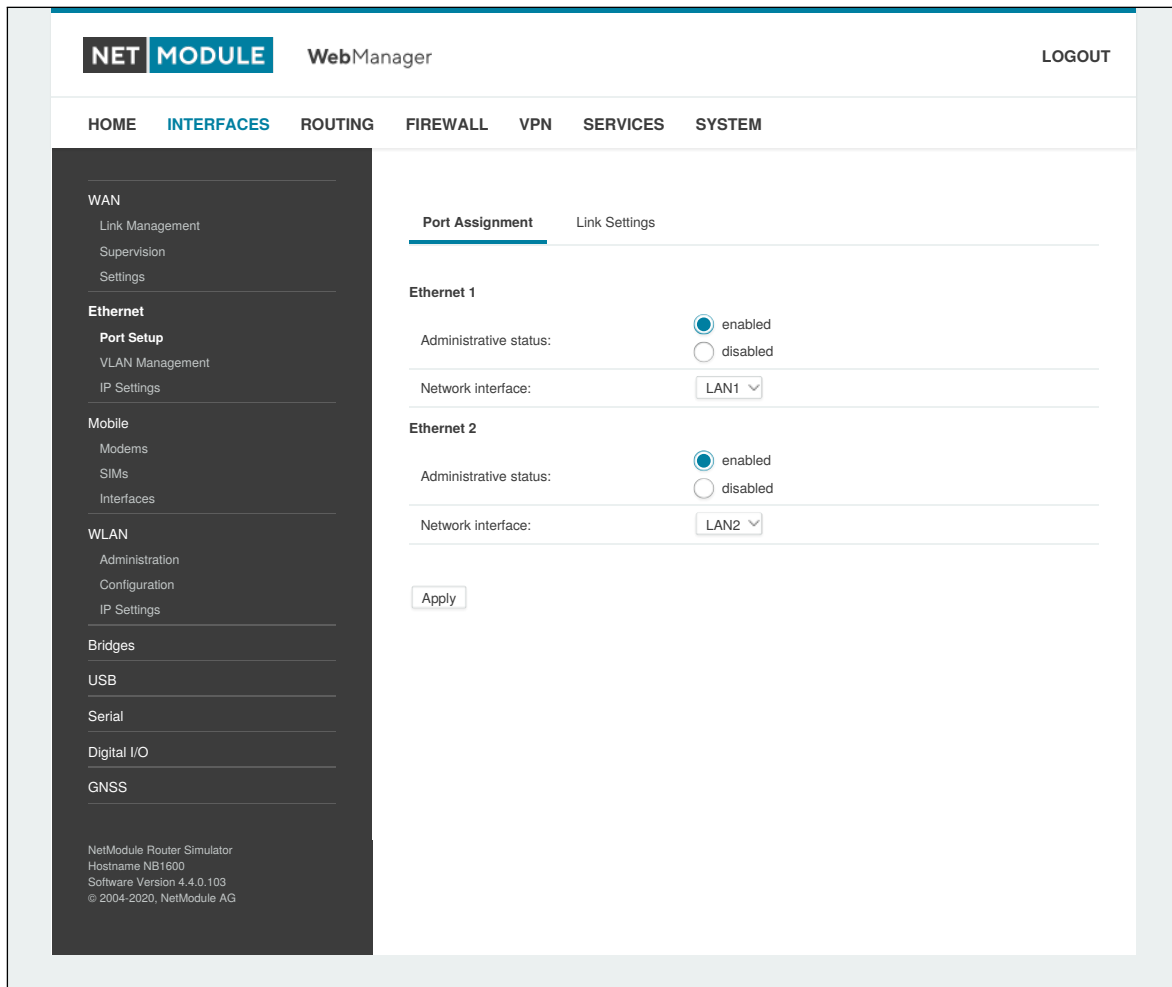 NET MODULE WebManager LOGOUT
HOME INTERFACES ROUTING FIREWALL VPN SERVICES SYSTEM
WAN
Link Management
Supervision
Settings
Ethernet
Port Setup
VLAN Management
IP Settings
Mobile
Modems
SIMs
Interfaces
WLAN
Administration
Configuration
IP Settings
Bridges
USB
Serial
Digital I/O
GNSS
NetModule Router Simulator
Hostname NB1600
Software Version 4.4.0.103
© 2004-2020, NetModule AG
Port Assignment Link Settings
Ethernet 1
Administrative status:
enabled
disabled
Network interface: LAN1
Ethernet 2
Administrative status:
enabled
disabled
Network interface: LAN2
Apply